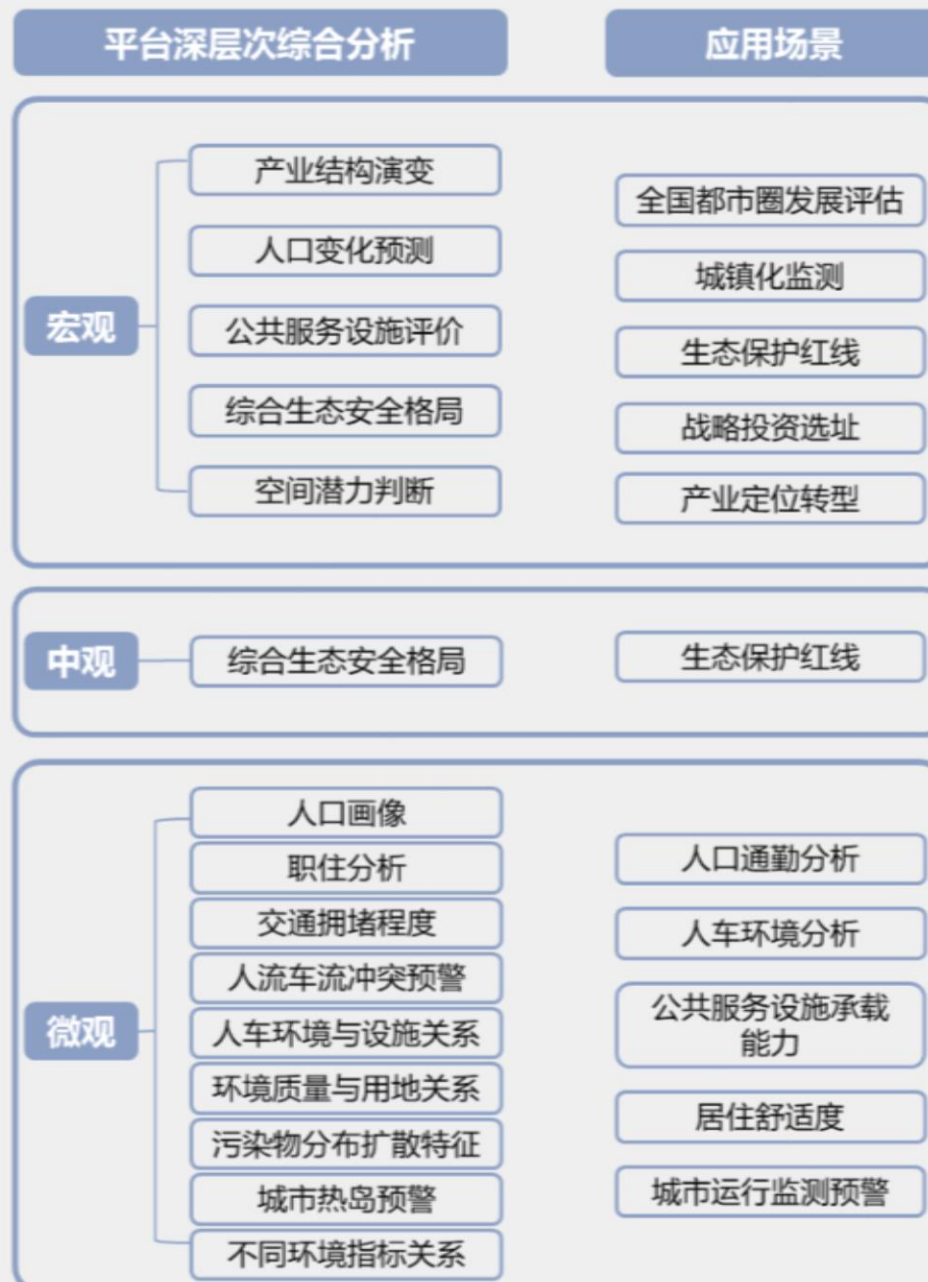 平台深层次综合分析
应用场景
宏观
产业结构演变
人口变化预测
公共服务设施评价
综合生态安全格局
空间潜力判断
全国都市圈发展评估
城镇化监测
生态保护红线
战略投资选址
产业定位转型
中观
综合生态安全格局
生态保护红线
微观
人口画像
职住分析
交通拥堵程度
人流车流冲突预警
人车环境与设施关系
环境质量与用地关系
污染物分布扩散特征
城市热岛预警
不同环境指标关系
人口通勤分析
人车环境分析
公共服务设施承载
能力
居住舒适度
城市运行监测预警